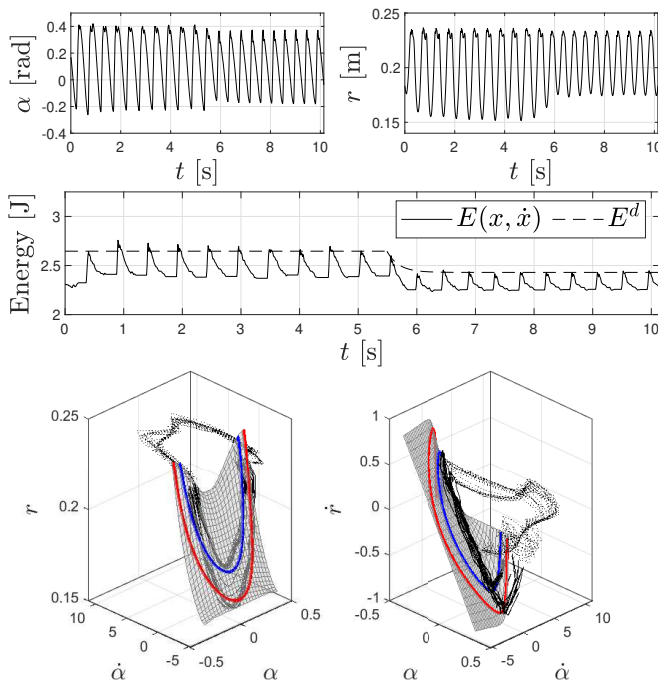 α [rad]
0.4
0.2
0
-0.2
-0.4
0 2 4 6 8 10
t [s]
r [m]
0.25
0.2
0.15
0 2 4 6 8 10
t [s]
Energy [J]
3
2.5
2
E(x, ẋ) E^d
0 1 2 3 4 5 6 7 8 9 10
t [s]
r
0.25
0.2
0.15
10
5
0
-5
α̇
-0.5
0
0.5
α
ṙ
1
0.5
0
-0.5
-1
-0.5
0
0.5
α
-5
0
5
10
α̇